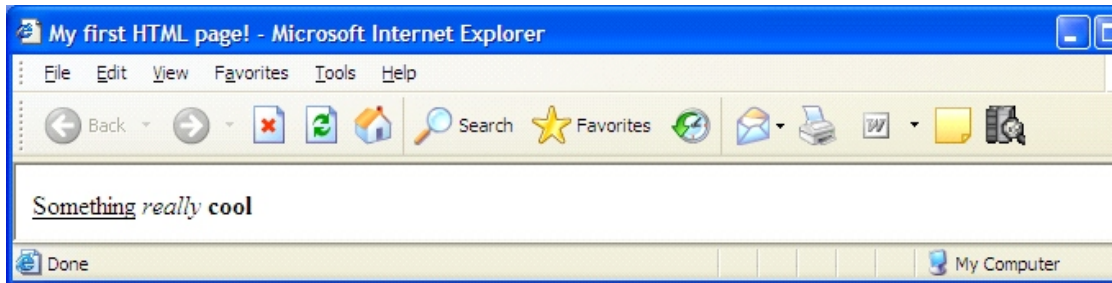 My first HTML page! - Microsoft Internet Explorer
File Edit View Favorites Tools Help
Back Search Favorites W
Something really cool
Done My Computer